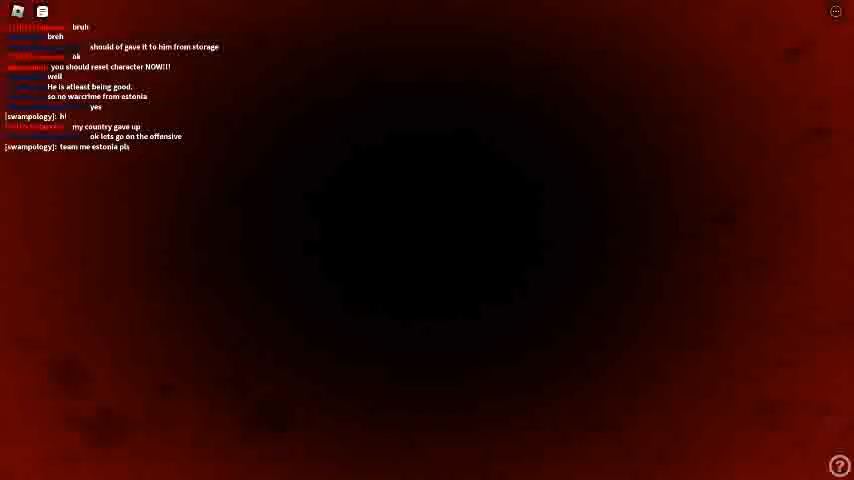 bruh
breh
should of gave it to him from storage
ok
you should reset character NOW!!!
well
He is atleast being good.
so no warcrime from estonia
yes
[swampology]: hi
my country gave up
ok lets go on the offensive
[swampology]: team me estonia pls
?